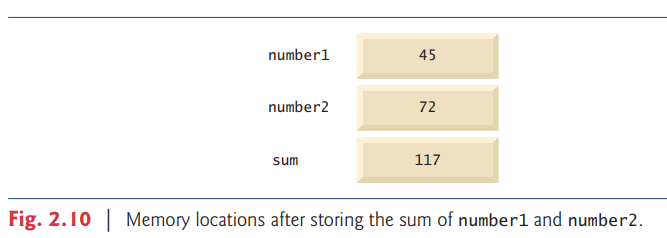 number1 45
number2 72
sum 117
Fig. 2.10 | Memory locations after storing the sum of number1 and number2.